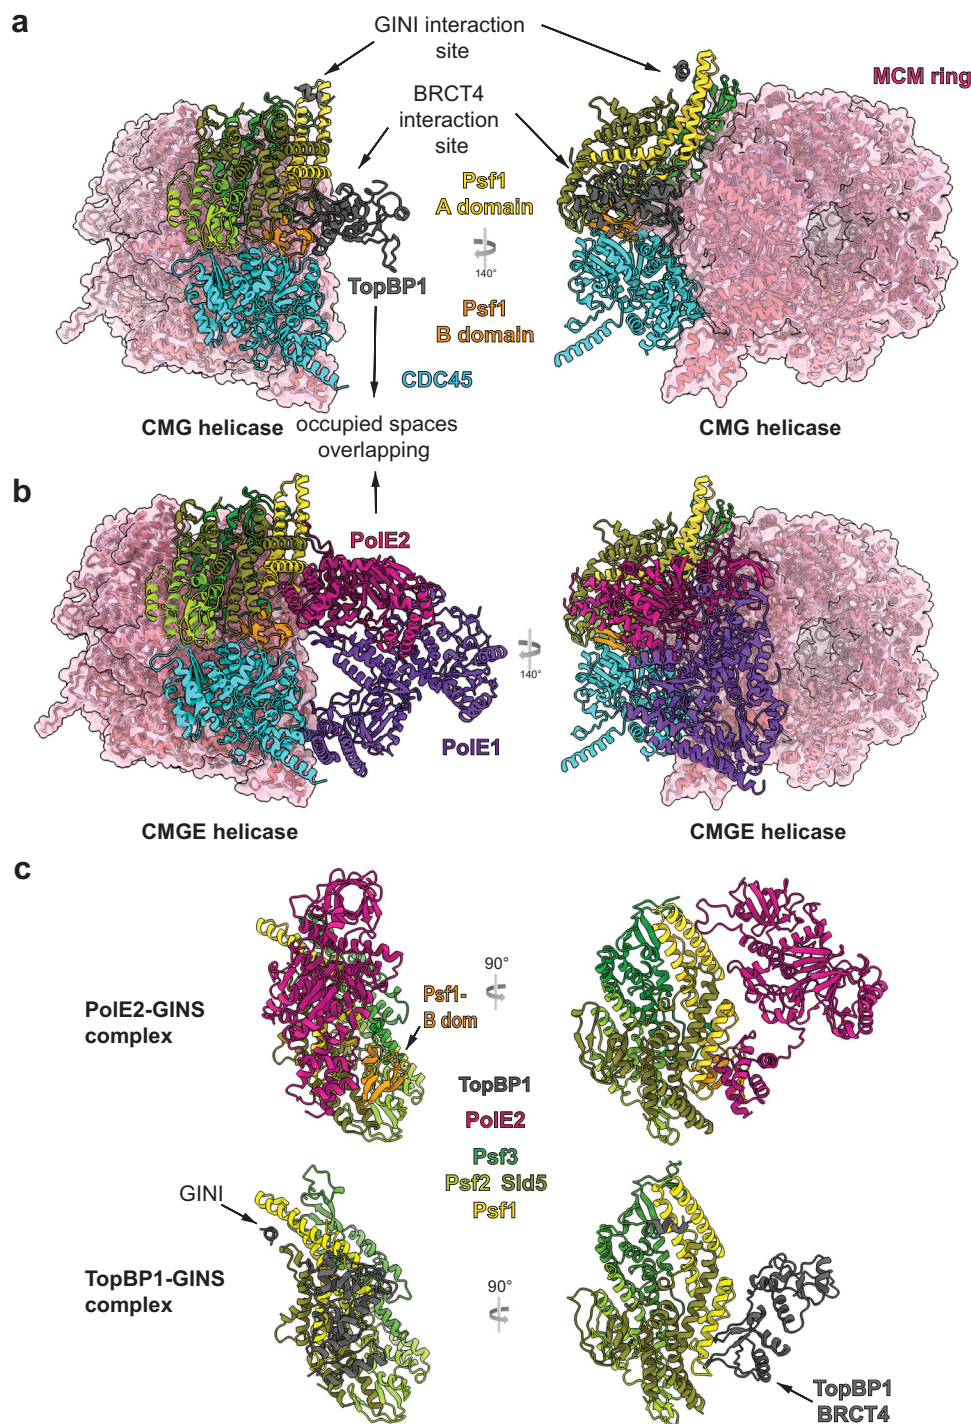 a
GINI interaction
site
MCM ring
BRCT4
interaction
site
Psf1
A domain
140°
TopBP1
Psf1
B domain
CDC45
CMG helicase
occupied spaces
overlapping
CMG helicase
b
PolE2
140°
PolE1
CMGE helicase
CMGE helicase
c
PolE2-GINS
complex
90°
Psf1-
B dom
TopBP1
PolE2
Psf3
Psf2 Sld5
Psf1
GINI
TopBP1-GINS
complex
90°
TopBP1
BRCT4